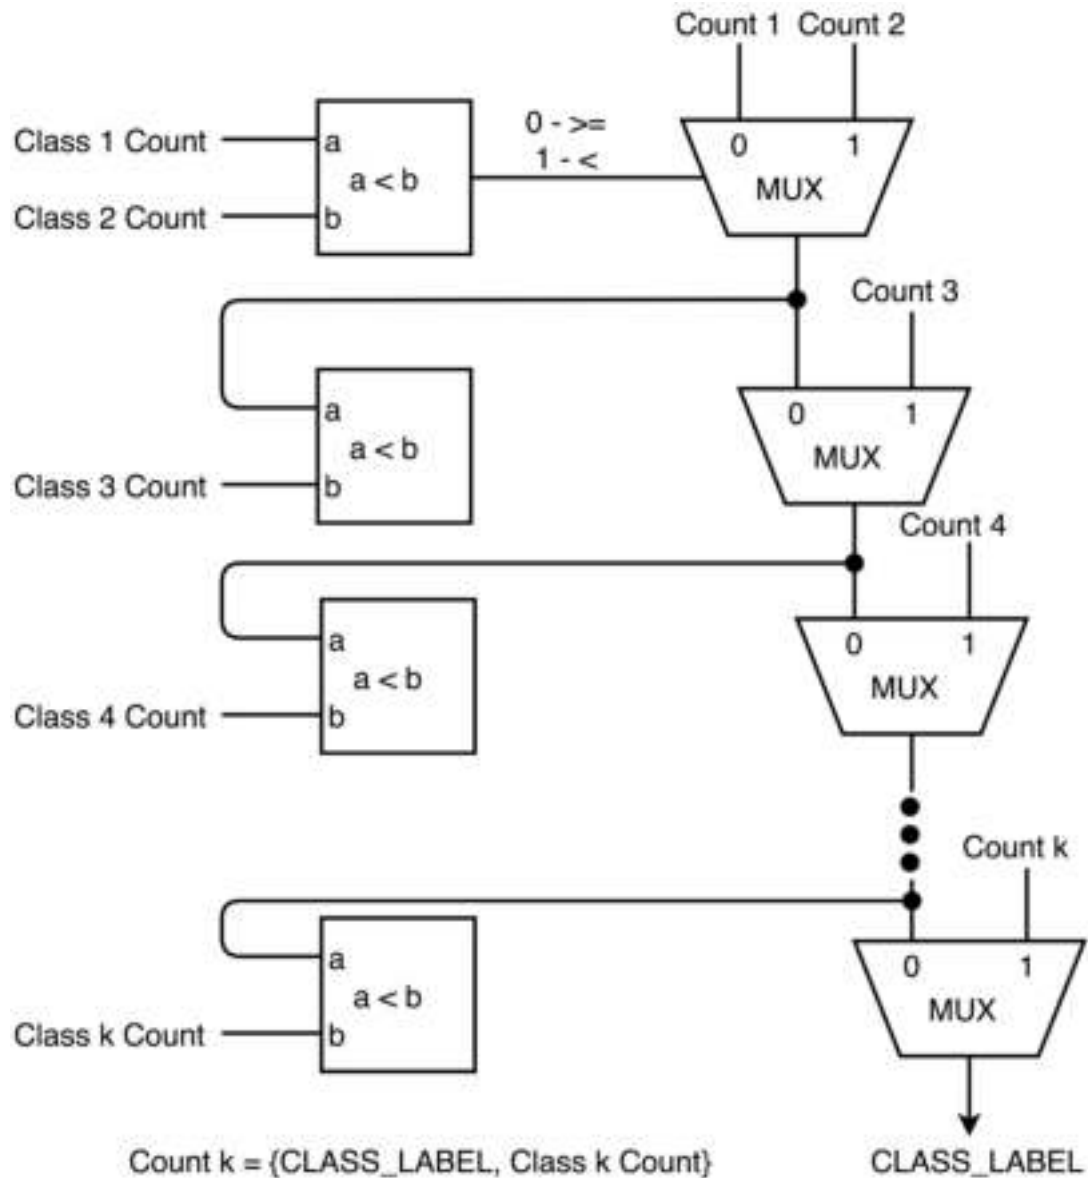 Count 1 Count 2
Class 1 Count
a
a < b
Class 2 Count
b
0 - >=
1 - <
0 1
MUX
Count 3
a
a < b
Class 3 Count
b
0 1
MUX
Count 4
a
a < b
Class 4 Count
b
0 1
MUX
Count k
a
a < b
Class k Count
b
0 1
MUX
Count k = {CLASS_LABEL, Class k Count}
CLASS_LABEL